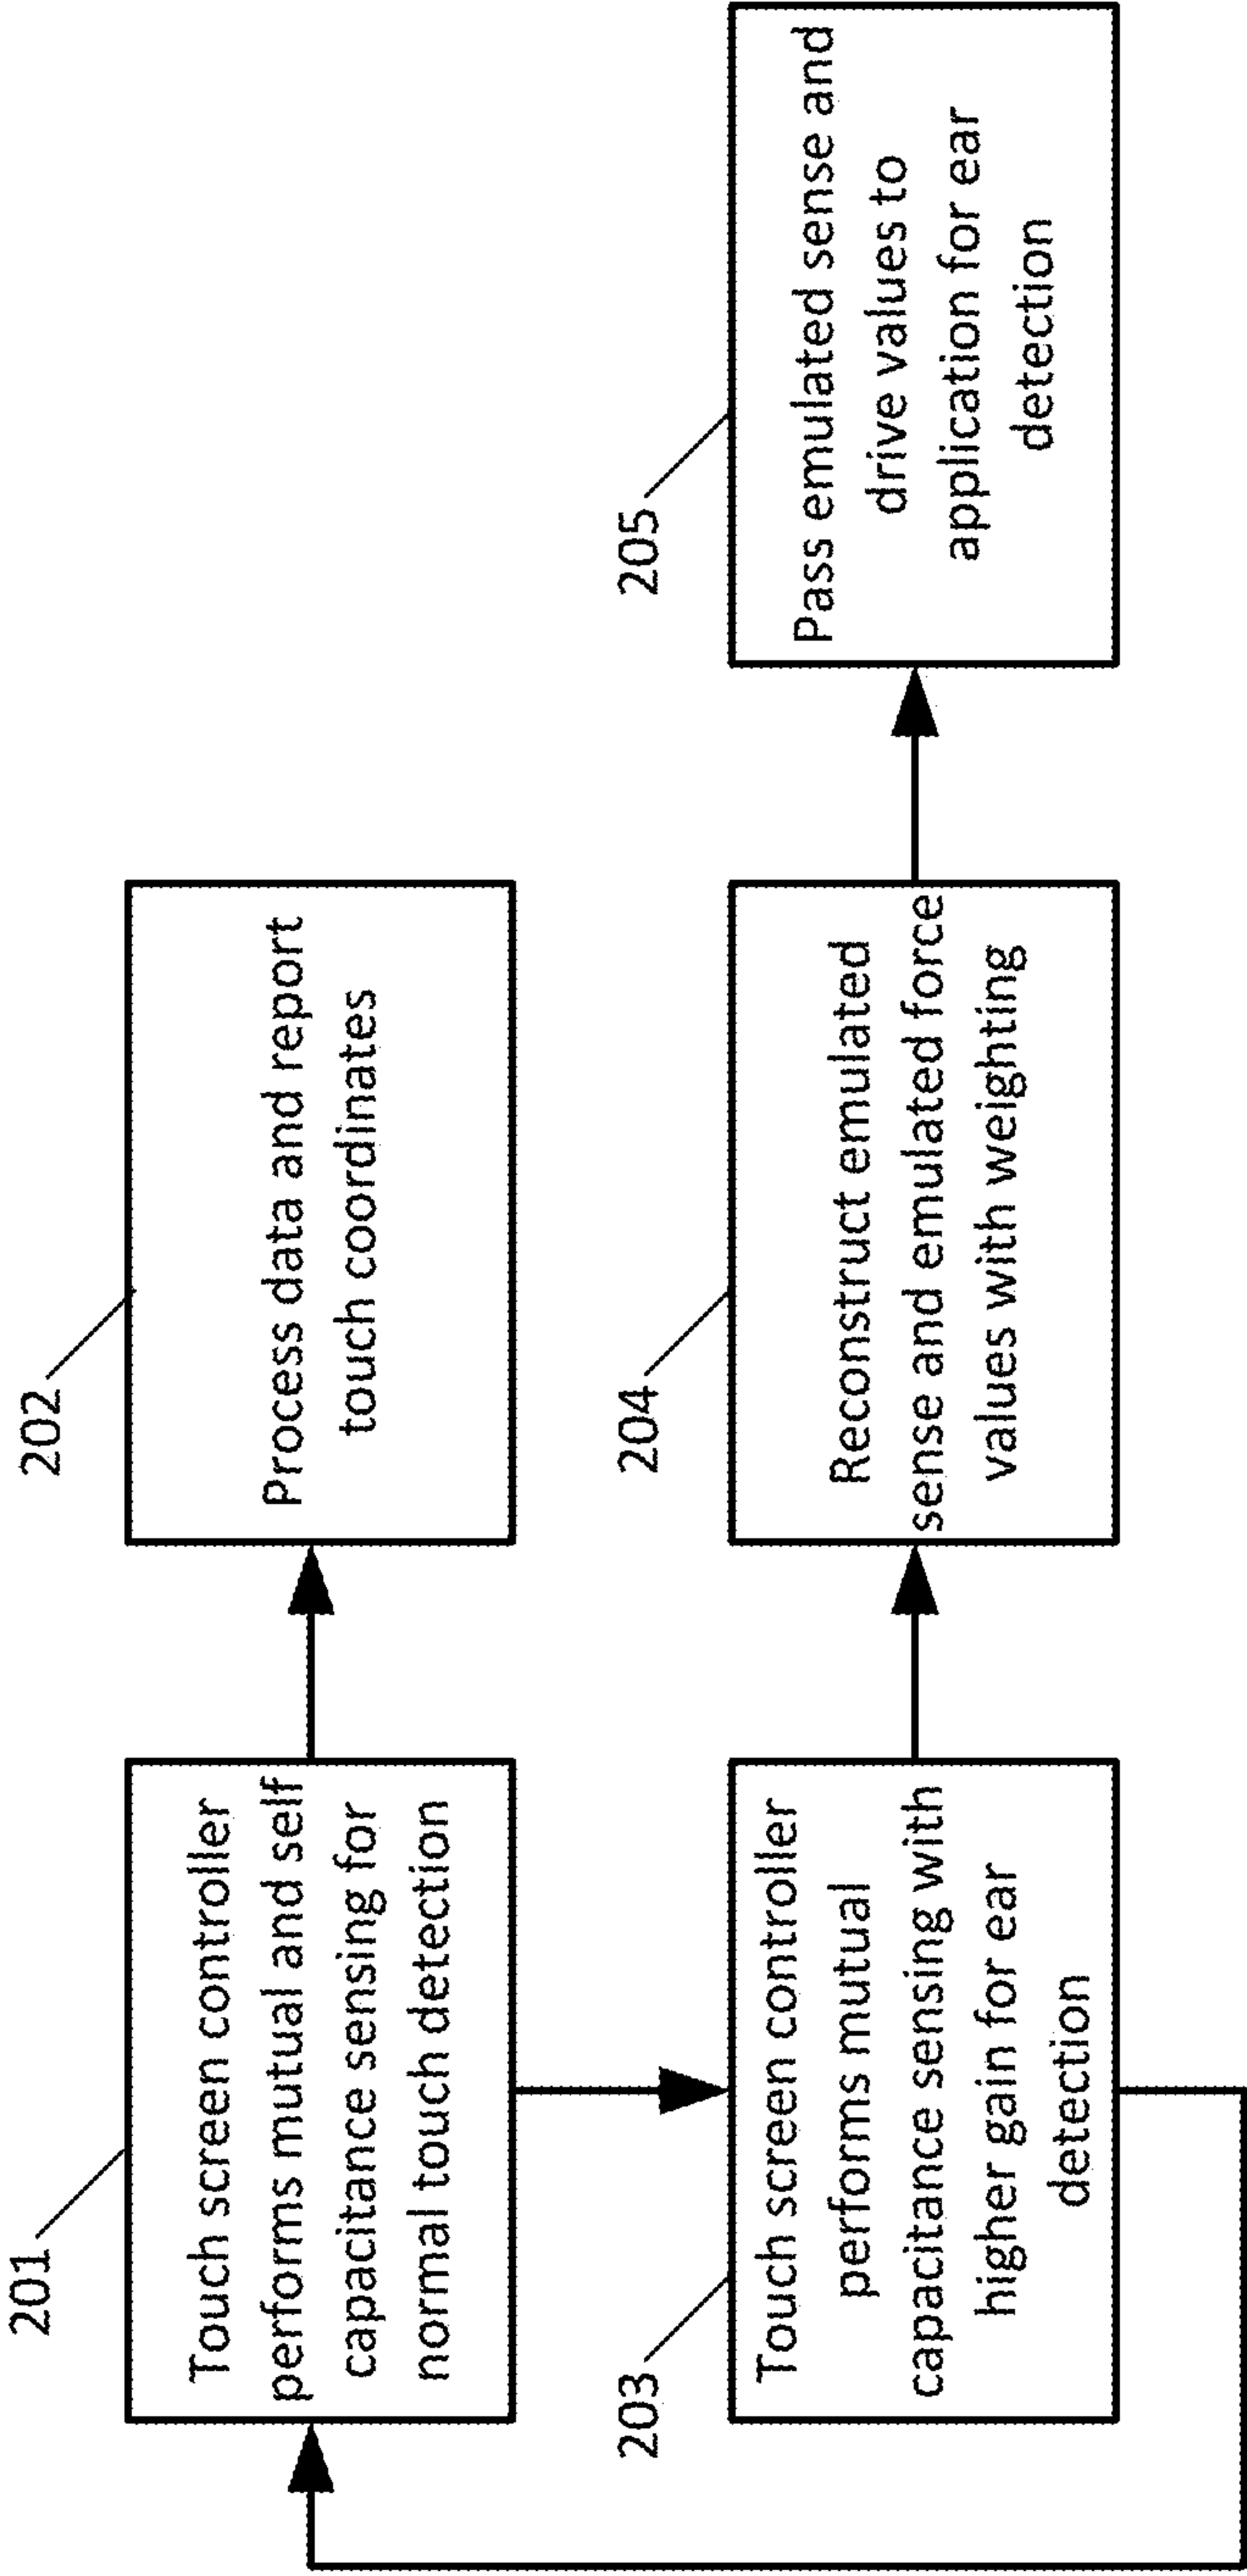 201
Touch screen controller
performs mutual and self
capacitance sensing for
normal touch detection
202
Process data and report
touch coordinates
203
Touch screen controller
performs mutual
capacitance sensing with
higher gain for ear
detection
204
Reconstruct emulated
sense and emulated force
values with weighting
205
Pass emulated sense and
drive values to
application for ear
detection